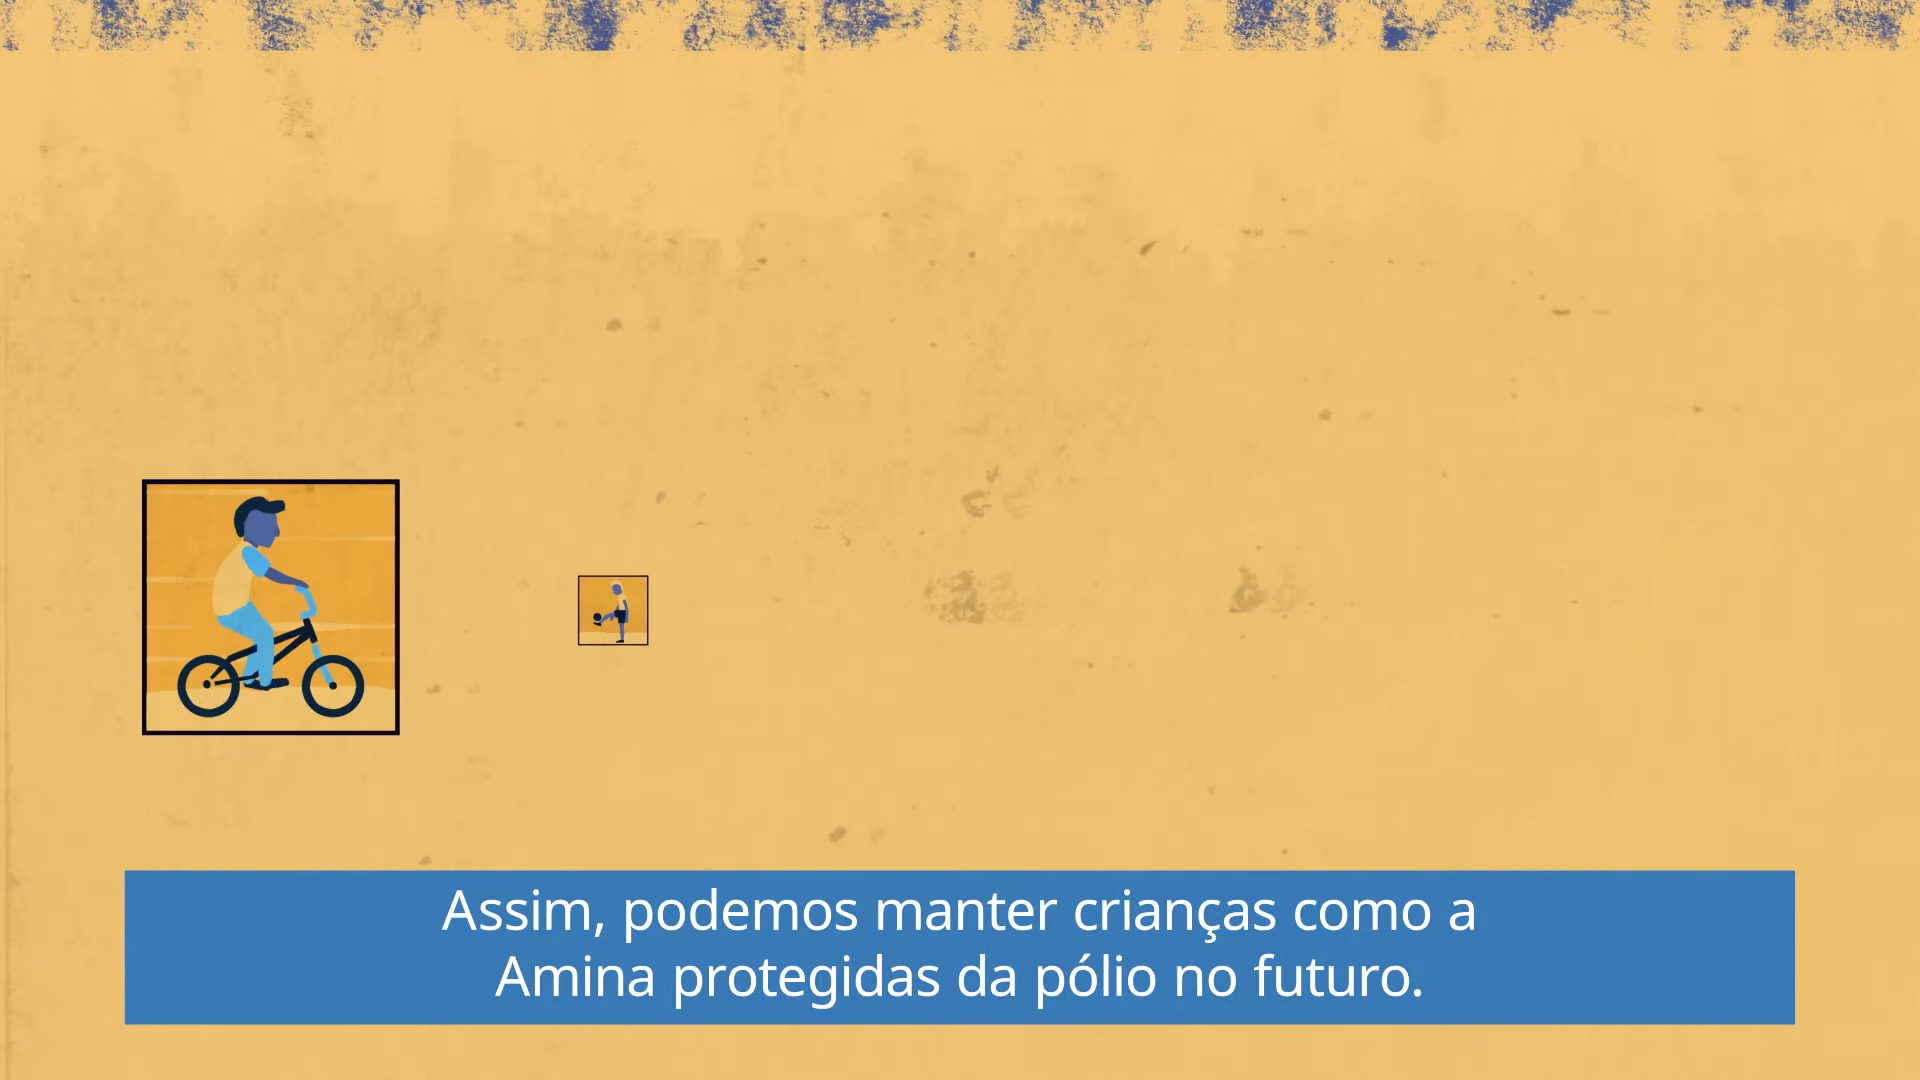 Assim, podemos manter crianças como a
Amina protegidas da pólio no futuro.